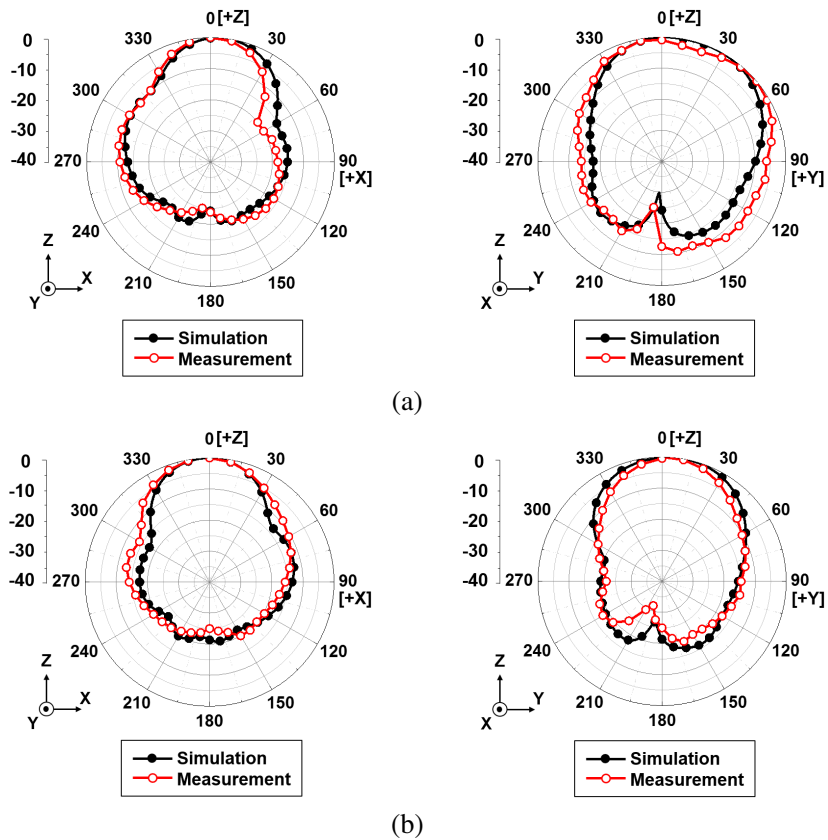 0 [+Z]
330 30
300 60
270 90
[+X]
240 120
210 150
180
0
-10
-20
-30
-40
Z
X
Y
Simulation
Measurement
0 [+Z]
330 30
300 60
270 90
[+Y]
240 120
210 150
180
0
-10
-20
-30
-40
Z
Y
X
Simulation
Measurement
(a)
0 [+Z]
330 30
300 60
270 90
[+X]
240 120
210 150
180
0
-10
-20
-30
-40
Z
X
Y
Simulation
Measurement
0 [+Z]
330 30
300 60
270 90
[+Y]
240 120
210 150
180
0
-10
-20
-30
-40
Z
Y
X
Simulation
Measurement
(b)